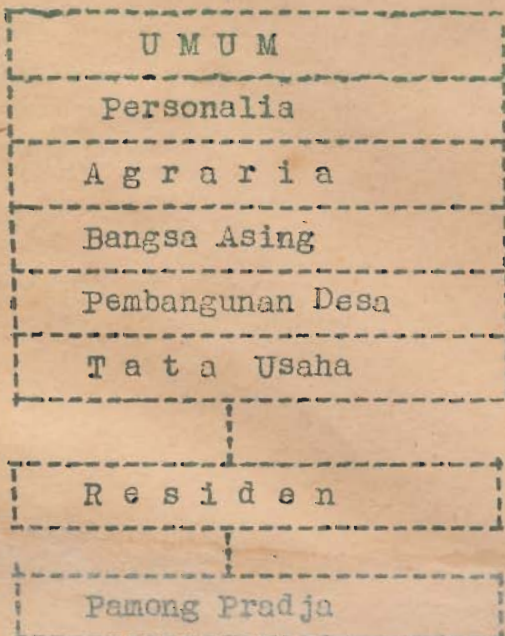 U M U M
Personalia
A g r a r i a
Bangsa Asing
Pembangunan Desa
T a t a Usaha
R e s i d e n
Pamong Pradja